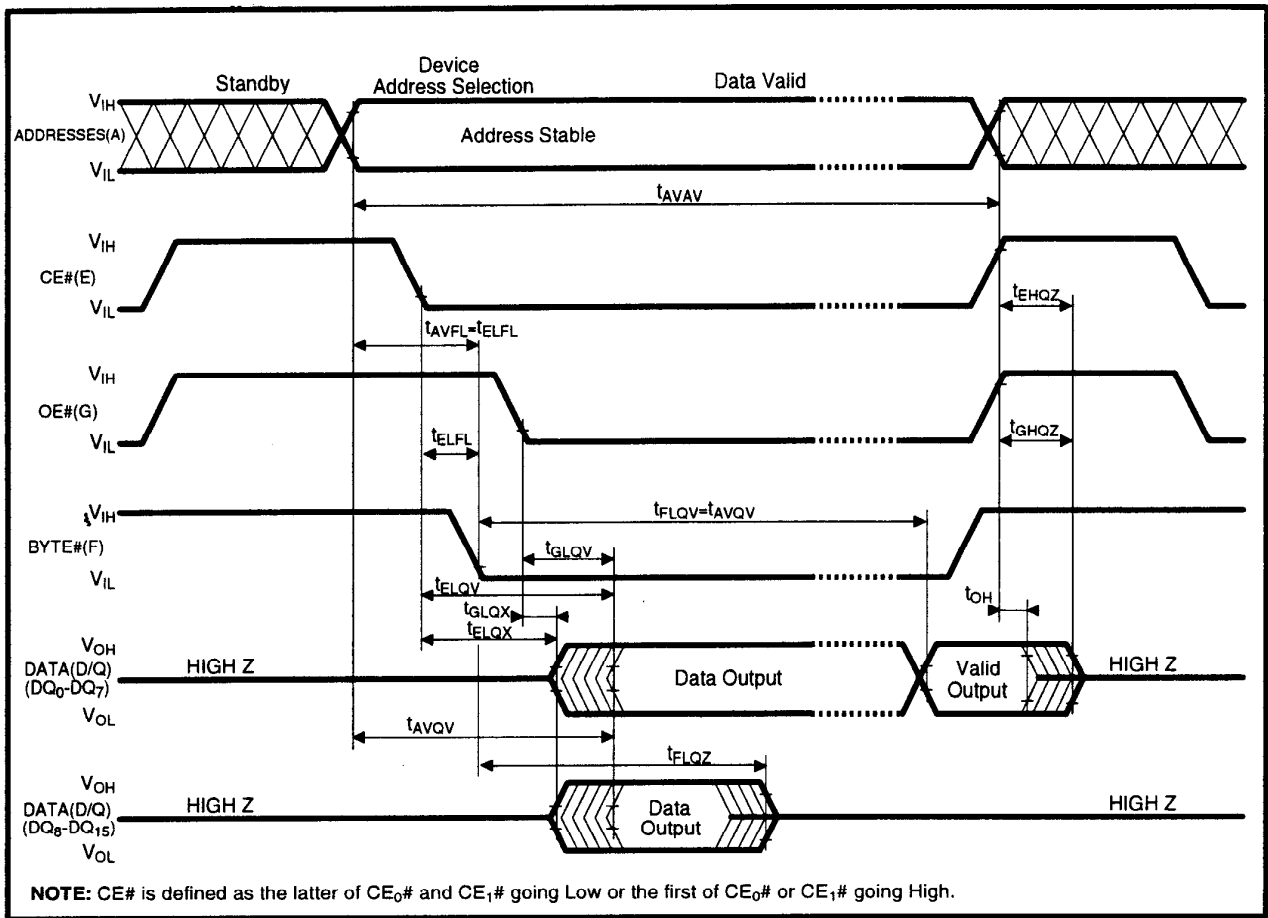 Device
Standby Address Selection Data Valid
V_IH
ADDRESSES(A) Address Stable
V_IL
t_AVAV
V_IH
CE#(E)
V_IL
t_EHQZ
t_AVFL=t_ELFL
V_IH
OE#(G)
V_IL
t_ELFL
t_GHQZ
V_IH
t_FLQV=t_AVQV
BYTE#(F)
t_GLQV
V_IL
t_ELQV
t_OH
t_GLQX
t_ELQX
V_OH
DATA(D/Q) HIGH Z Data Output Valid Output HIGH Z
(DQ0-DQ7)
V_OL
t_AVQV
t_FLQZ
V_OH
DATA(D/Q) HIGH Z Data Output HIGH Z
(DQ8-DQ15)
V_OL
NOTE: CE# is defined as the latter of CE0# and CE1# going Low or the first of CE0# or CE1# going High.